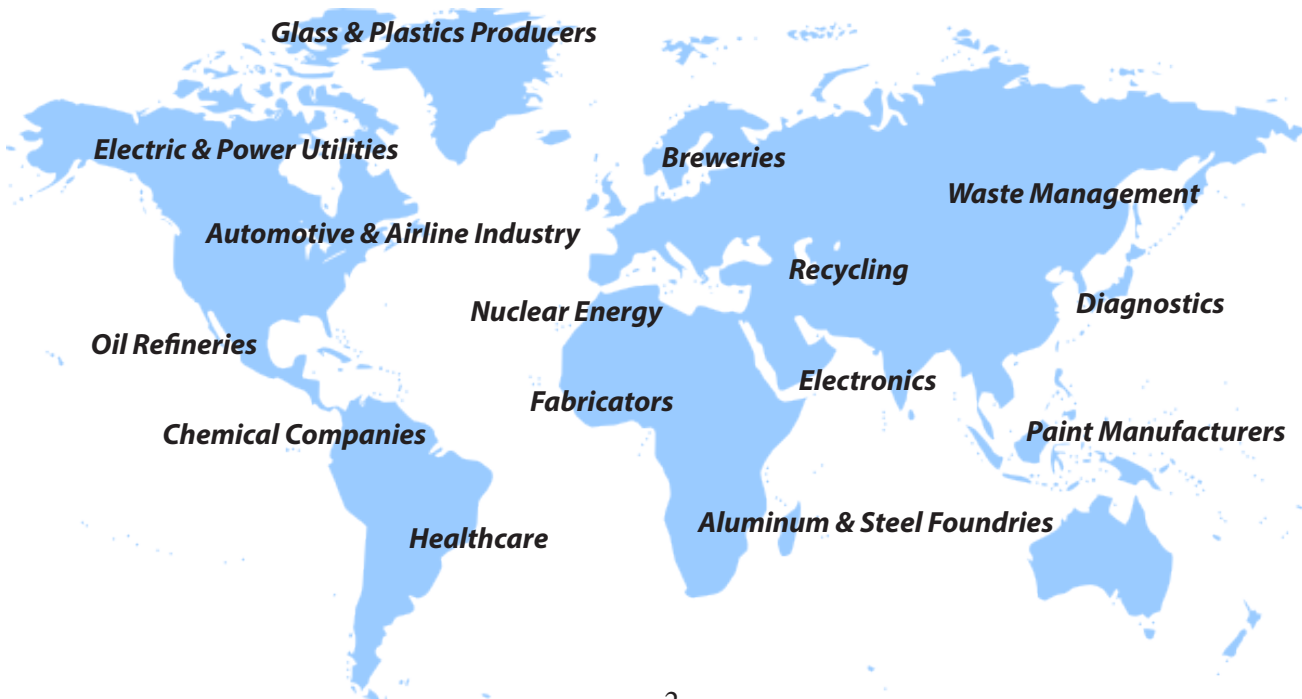 Glass & Plastics Producers
Electric & Power Utilities
Breweries
Waste Management
Automotive & Airline Industry
Recycling
Nuclear Energy
Diagnostics
Oil Refineries
Electronics
Fabricators
Chemical Companies
Paint Manufacturers
Aluminum & Steel Foundries
Healthcare